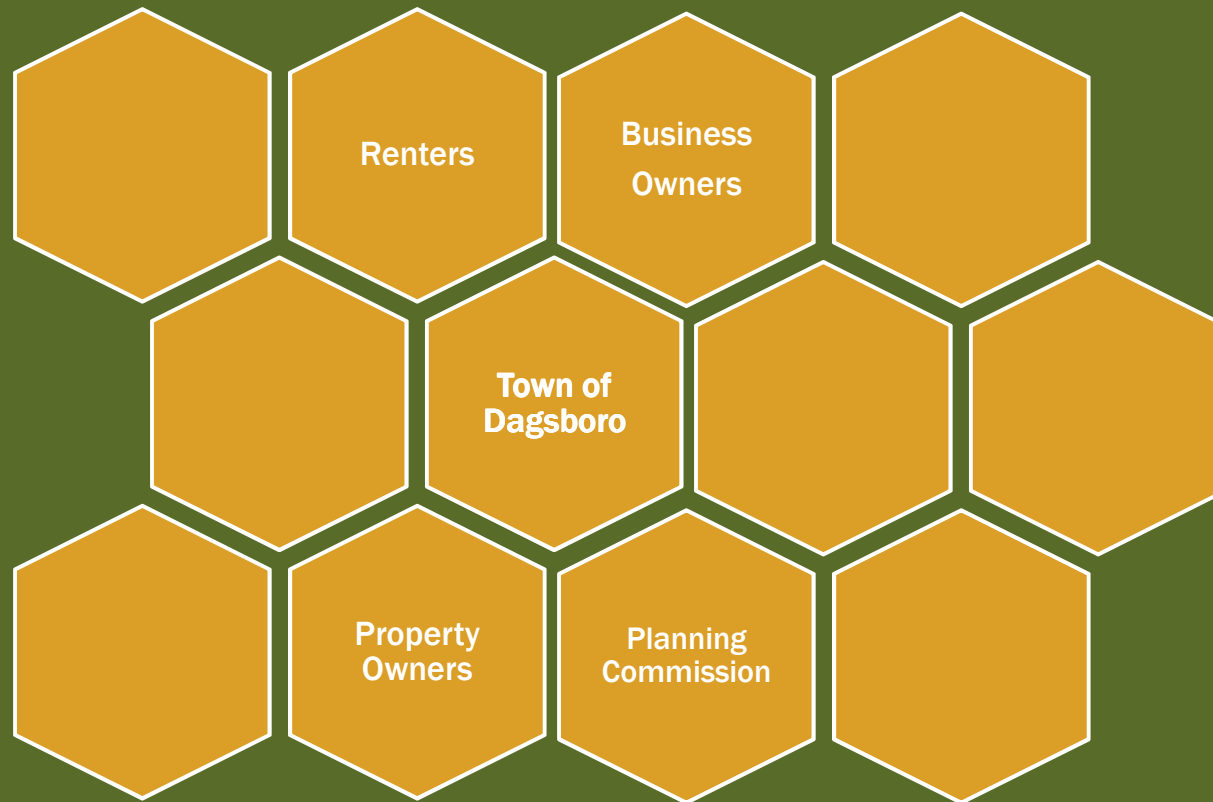 Renters
Business
Owners
Town of
Dagsboro
Property
Owners
Planning
Commission